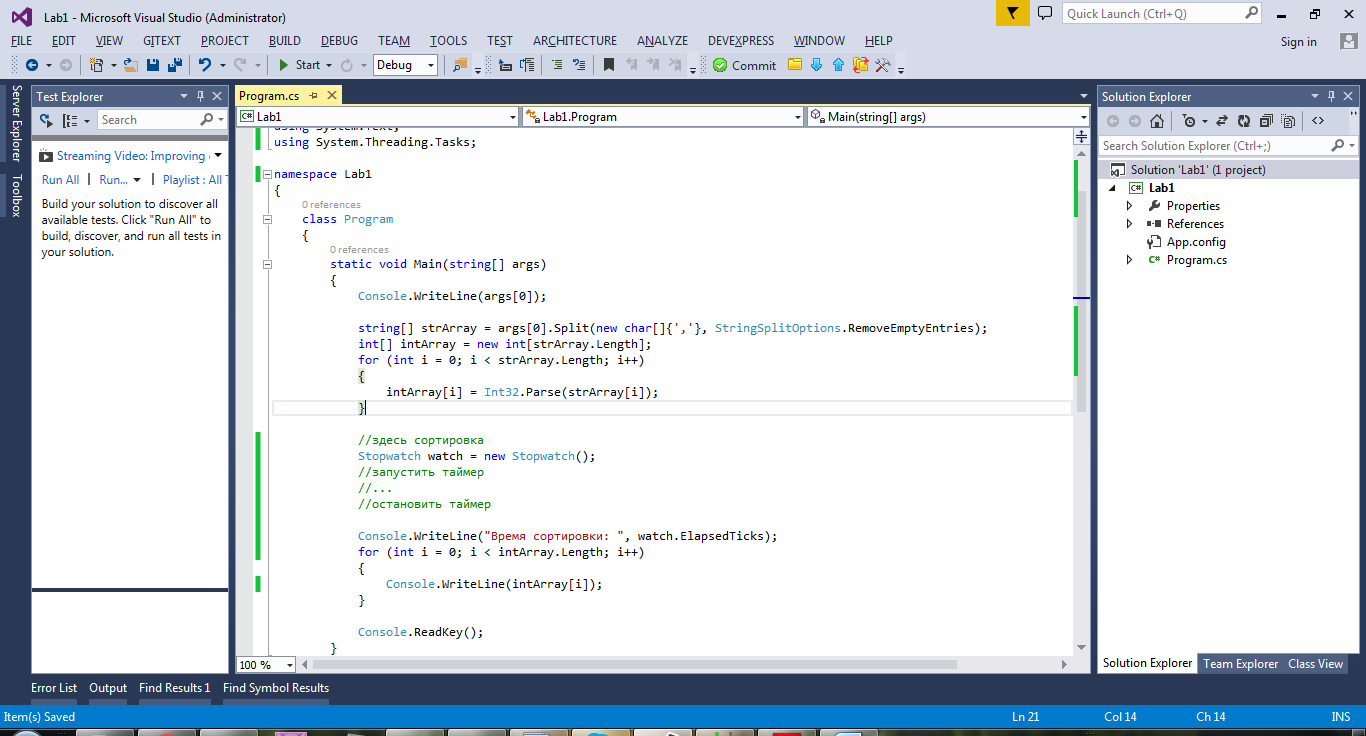 Lab1 - Microsoft Visual Studio (Administrator)
Quick Launch (Ctrl+Q)
FILE EDIT VIEW GITEXT PROJECT BUILD DEBUG TEAM TOOLS TEST ARCHITECTURE ANALYZE DEVEXPRESS WINDOW HELP
Sign in
Start
Debug
Commit
Server Explorer
Toolbox
Test Explorer
Search
Streaming Video: Improving
Run All | Run... | Playlist : All T
Build your solution to discover all
available tests. Click "Run All" to
build, discover, and run all tests in
your solution.
Program.cs
C# Lab1
Lab1.Program
Main(string[] args)
using System.Text;
using System.Threading.Tasks;
namespace Lab1
{
0 references
class Program
{
0 references
static void Main(string[] args)
{
Console.WriteLine(args[0]);
string[] strArray = args[0].Split(new char[]{','}, StringSplitOptions.RemoveEmptyEntries);
int[] intArray = new int[strArray.Length];
for (int i = 0; i < strArray.Length; i++)
{
intArray[i] = Int32.Parse(strArray[i]);
}
//здесь сортировка
Stopwatch watch = new Stopwatch();
//запустить таймер
//...
//остановить таймер
Console.WriteLine("Время сортировки: ", watch.ElapsedTicks);
for (int i = 0; i < intArray.Length; i++)
{
Console.WriteLine(intArray[i]);
}
Console.ReadKey();
}
100 %
Solution Explorer
Search Solution Explorer (Ctrl+;)
Solution 'Lab1' (1 project)
C# Lab1
Properties
References
App.config
C# Program.cs
Solution Explorer Team Explorer Class View
Error List Output Find Results 1 Find Symbol Results
Item(s) Saved
Ln 21 Col 14 Ch 14 INS